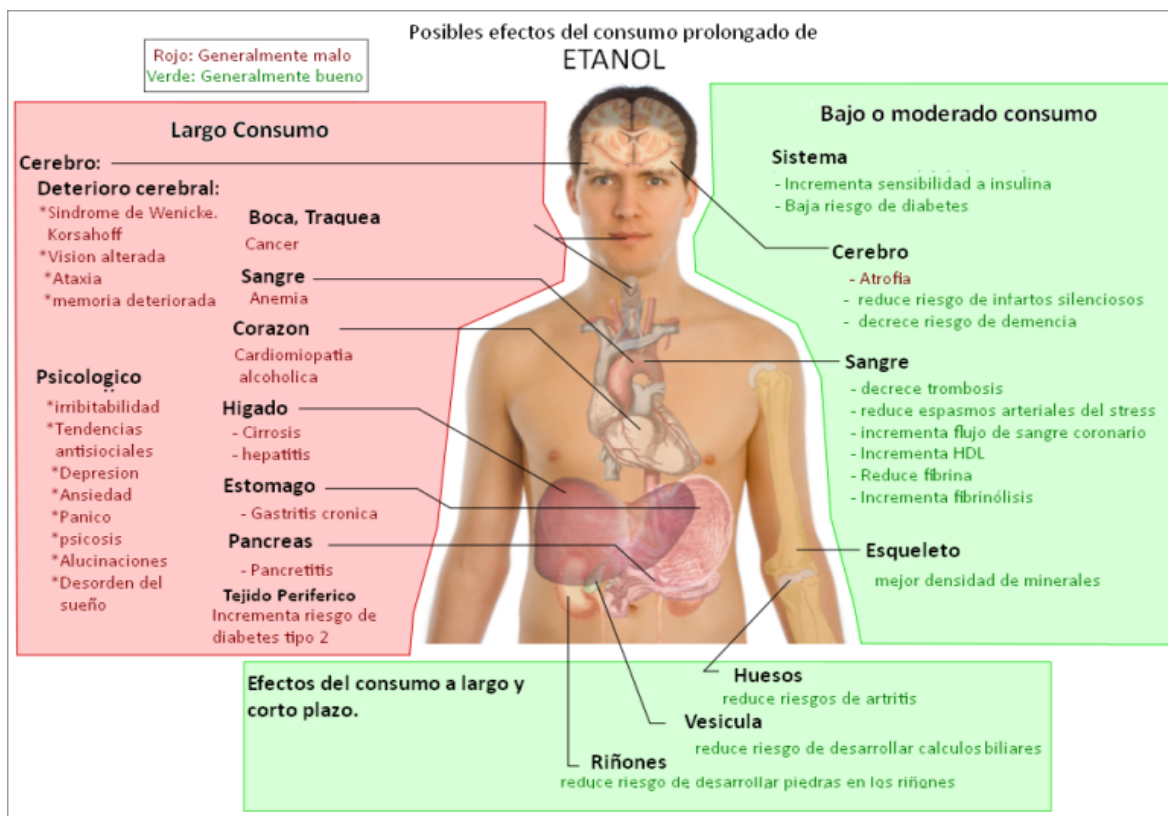 Posibles efectos del consumo prolongado de
ETANOL
Rojo: Generalmente malo
Verde: Generalmente bueno
Largo Consumo
Cerebro:
Deterioro cerebral:
*Sindrome de Wenicke.
Korsahoff
*Vision alterada
*Ataxia
*memoria deteriorada
Psicologico
*irribitabilidad
*Tendencias
antisociales
*Depresion
*Ansiedad
*Panico
*psicosis
*Alucinaciones
*Desorden del
sueño
Boca, Traquea
Cancer
Sangre
Anemia
Corazon
Cardiomiopatia
alcoholica
Higado
- Cirrosis
- hepatitis
Estomago
- Gastritis cronica
Pancreas
- Pancretitis
Tejido Periferico
Incrementa riesgo de
diabetes tipo 2
Bajo o moderado consumo
Sistema
- Incrementa sensibilidad a insulina
- Baja riesgo de diabetes
Cerebro
- Atrofia
- reduce riesgo de infartos silenciosos
- decrece riesgo de demencia
Sangre
- decrece trombosis
- reduce espasmos arteriales del stress
- incrementa flujo de sangre coronario
- Incrementa HDL
- Reduce fibrina
- Incrementa fibrinólisis
Esqueleto
mejor densidad de minerales
Efectos del consumo a largo y
corto plazo.
Huesos
reduce riesgos de artritis
Vesicula
reduce riesgo de desarrollar calculos biliares
Riñones
reduce riesgo de desarrollar piedras en los riñones